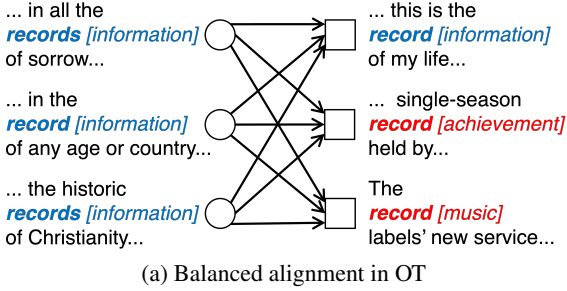 ... in all the
records [information]
of sorrow...
... this is the
record [information]
of my life...
... in the
record [information]
of any age or country...
... single-season
record [achievement]
held by...
... the historic
records [information]
of Christianity...
The
record [music]
labels’ new service...
(a) Balanced alignment in OT